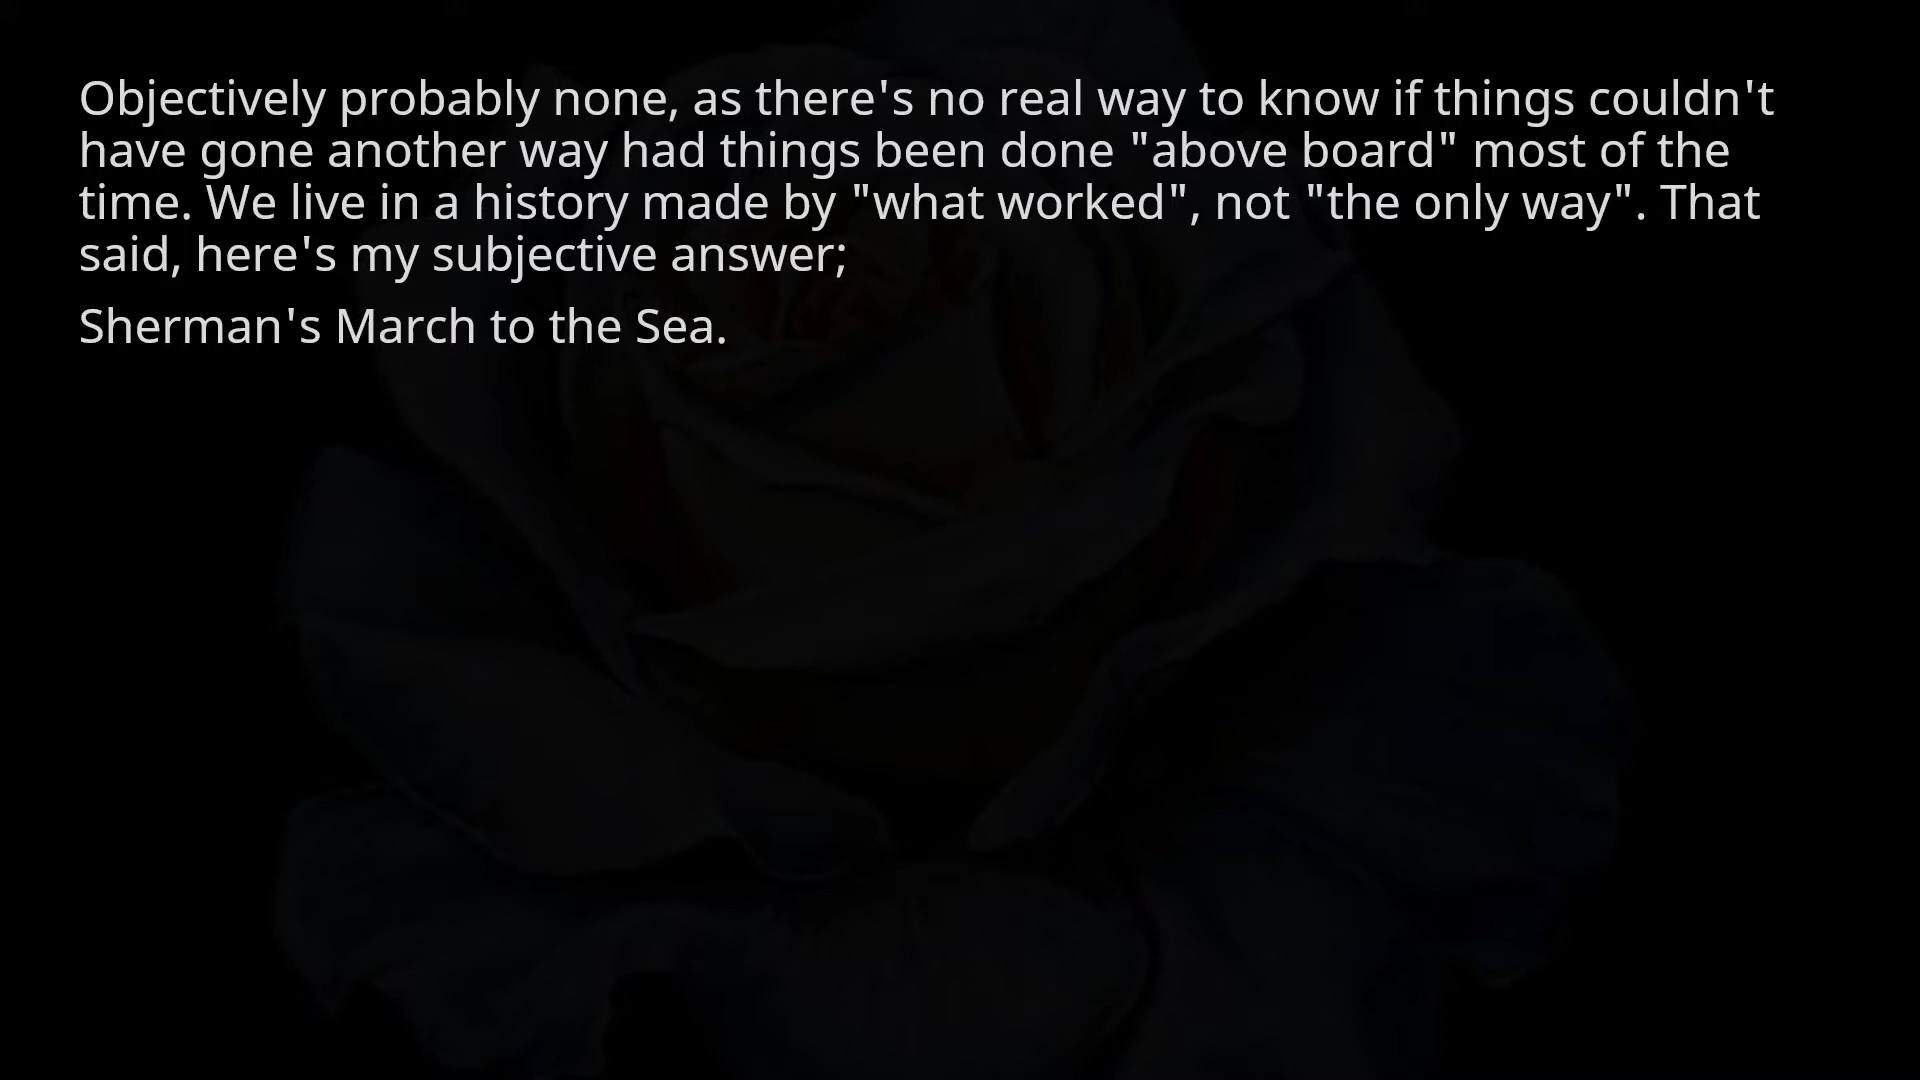 Objectively probably none, as there's no real way to know if things couldn't
have gone another way had things been done "above board" most of the
time. We live in a history made by "what worked", not "the only way". That
said, here's my subjective answer;
Sherman's March to the Sea.